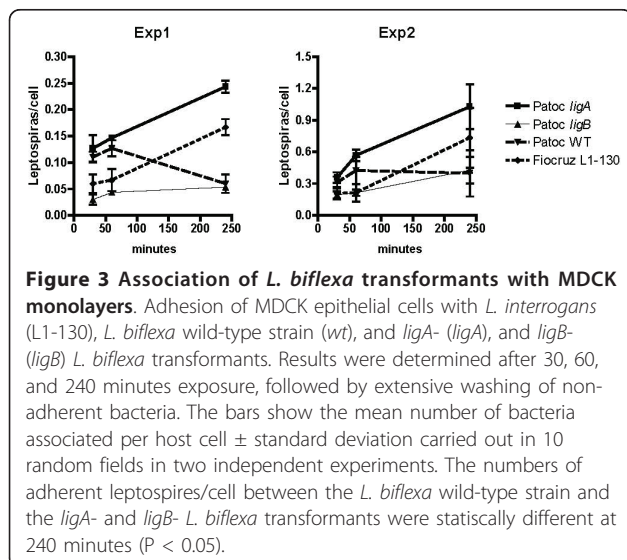 Exp1
Exp2
Leptospiras/cell
0.30
0.25
0.20
0.15
0.10
0.05
0.00
0 50 100 150 200 250
minutes
Leptospiras/cell
1.5
1.2
0.9
0.6
0.3
0.0
0 50 100 150 200 250
minutes
Patoc ligA
Patoc ligB
Patoc WT
Fiocruz L1-130
Figure 3 Association of L. biflexa transformants with MDCK
monolayers. Adhesion of MDCK epithelial cells with L. interrogans
(L1-130), L. biflexa wild-type strain (wt), and ligA- (ligA), and ligB-
(ligB) L. biflexa transformants. Results were determined after 30, 60,
and 240 minutes exposure, followed by extensive washing of non-
adherent bacteria. The bars show the mean number of bacteria
associated per host cell ± standard deviation carried out in 10
random fields in two independent experiments. The numbers of
adherent leptospires/cell between the L. biflexa wild-type strain and
the ligA- and ligB- L. biflexa transformants were statiscally different at
240 minutes (P < 0.05).